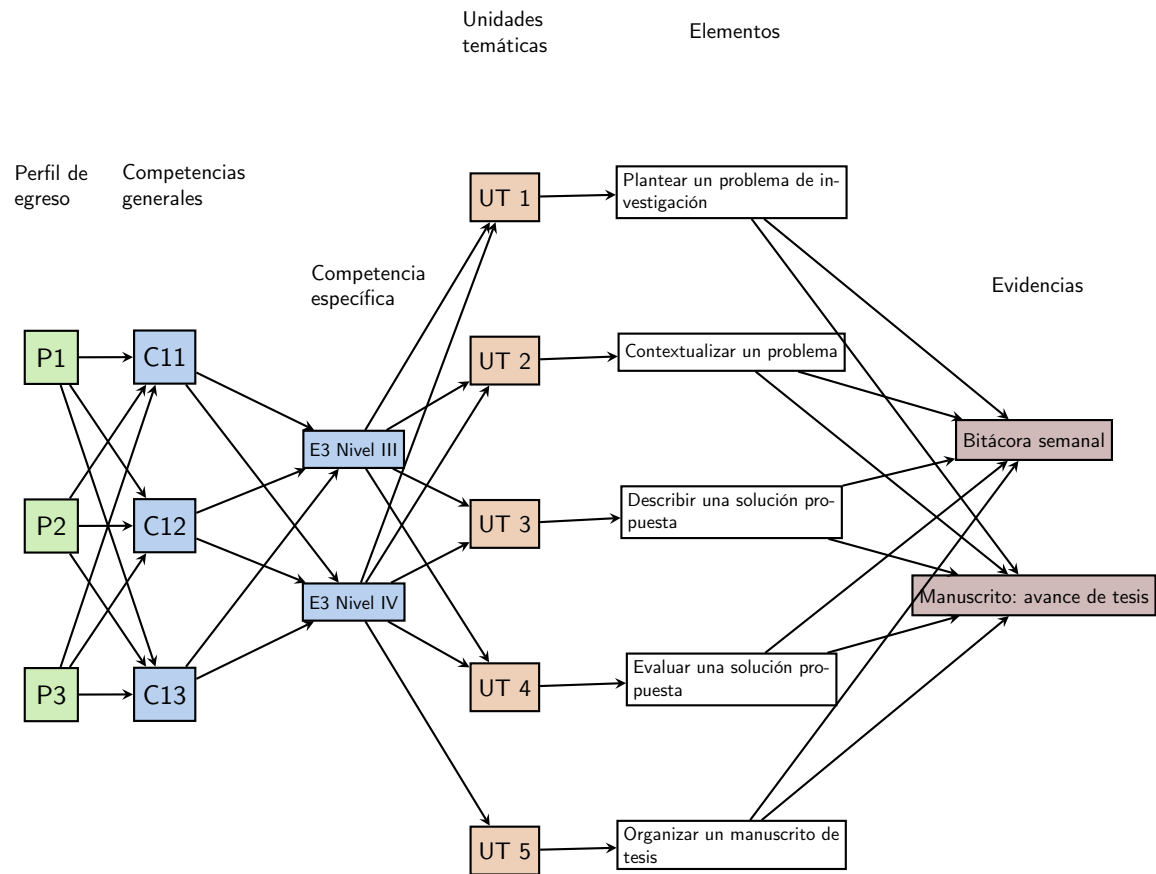 Unidades
temáticas
Elementos
Perfil de
egreso
Competencias
generales
UT 1
Plantear un problema de in-
vestigación
Competencia
específica
Evidencias
P1
C11
UT 2
Contextualizar un problema
E3 Nivel III
Bitácora semanal
P2
C12
UT 3
Describir una solución pro-
puesta
E3 Nivel IV
Manuscrito: avance de tesis
P3
C13
UT 4
Evaluar una solución pro-
puesta
UT 5
Organizar un manuscrito de
tesis